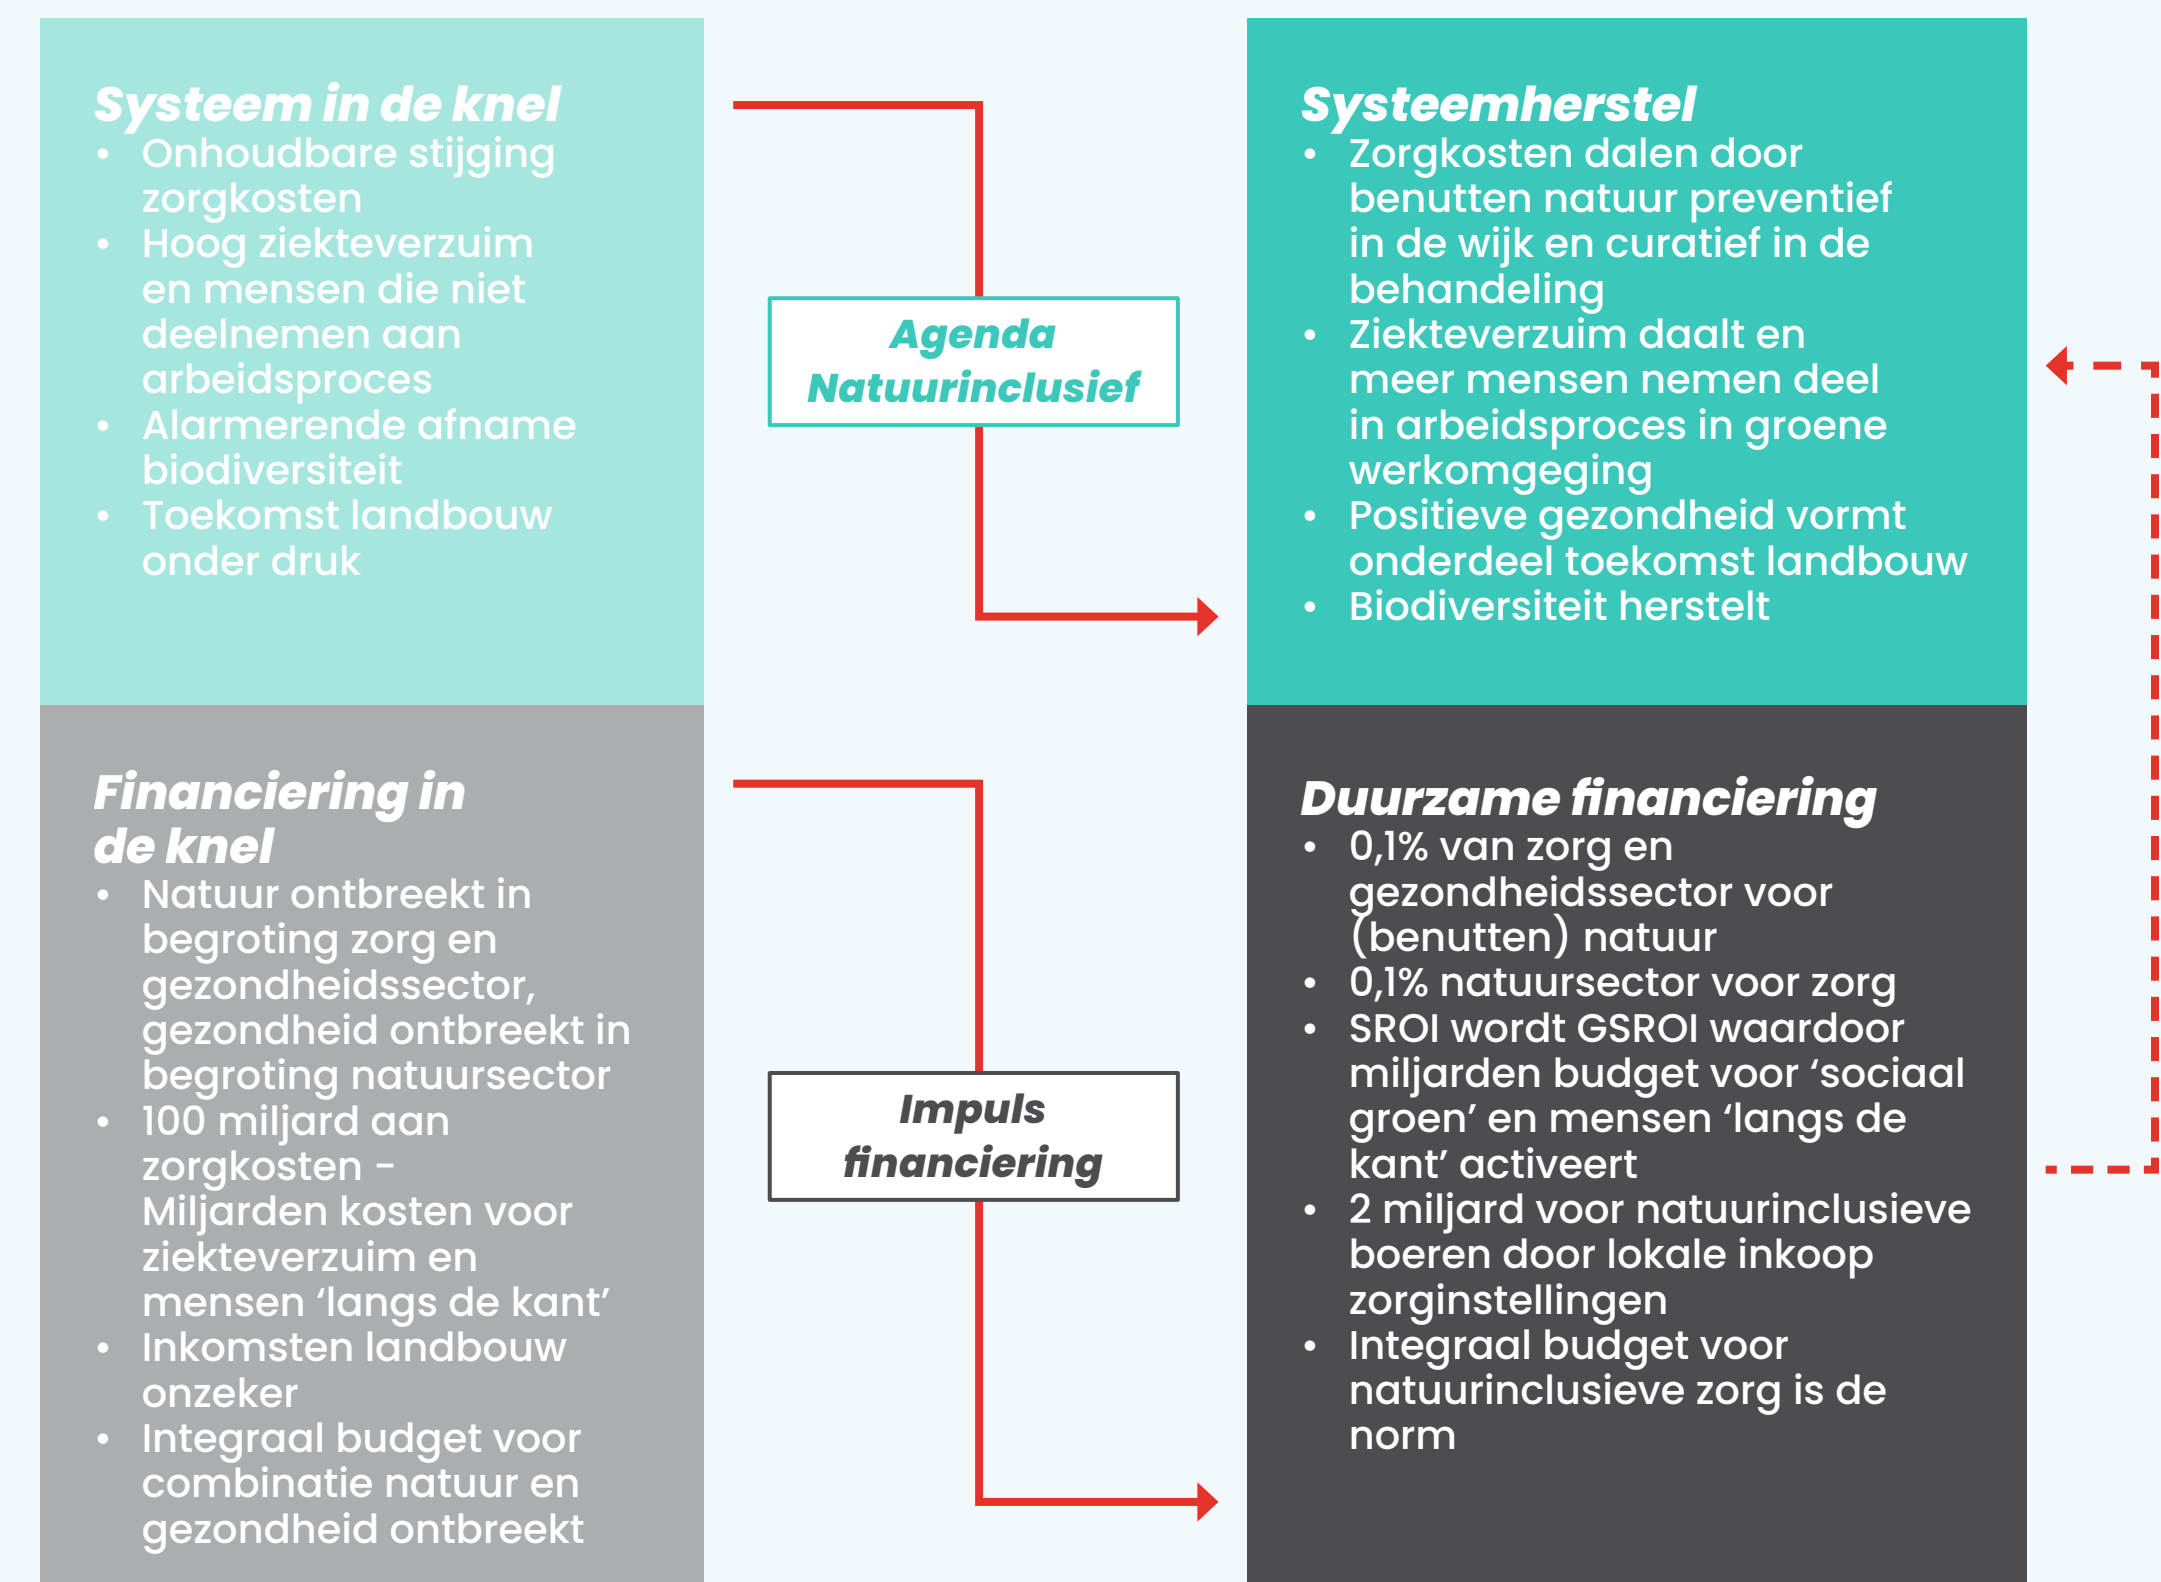 Systeem in de knel
• Onhoudbare stijging
zorgkosten
• Hoog ziekteverzuim
en mensen die niet
deelnemen aan
arbeidsproces
• Alarmerende afname
biodiversiteit
• Toekomst landbouw
onder druk
Agenda
Natuurinclusief
Systeemherstel
• Zorgkosten dalen door
benutten natuur preventief
in de wijk en curatief in de
behandeling
• Ziekteverzuim daalt en
meer mensen nemen deel
in arbeidsproces in groene
werkomgeging
• Positieve gezondheid vormt
onderdeel toekomst landbouw
• Biodiversiteit herstelt
Financiering in
de knel
• Natuur ontbreekt in
begroting zorg en
gezondheidssector,
gezondheid ontbreekt in
begroting natuursector
• 100 miljard aan
zorgkosten -
Miljarden kosten voor
ziekteverzuim en
mensen ‘langs de kant’
• Inkomsten landbouw
onzeker
• Integraal budget voor
combinatie natuur en
gezondheid ontbreekt
Impuls
financiering
Duurzame financiering
• 0,1% van zorg en
gezondheidssector voor
(benutten) natuur
• 0,1% natuursector voor zorg
• SROI wordt GSROI waardoor
miljarden budget voor ‘sociaal
groen’ en mensen ‘langs de
kant’ activeert
• 2 miljard voor natuurinclusieve
boeren door lokale inkoop
zorginstellingen
• Integraal budget voor
natuurinclusieve zorg is de
norm